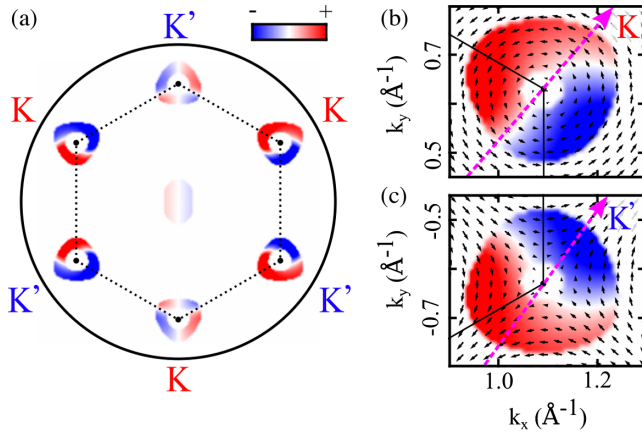 (a)
- +
K'
K
K
K'
K'
K
(b)
k_y (Å⁻¹)
0.7
0.5
K
(c)
k_y (Å⁻¹)
-0.5
-0.7
K'
1.0 1.2
k_x (Å⁻¹)